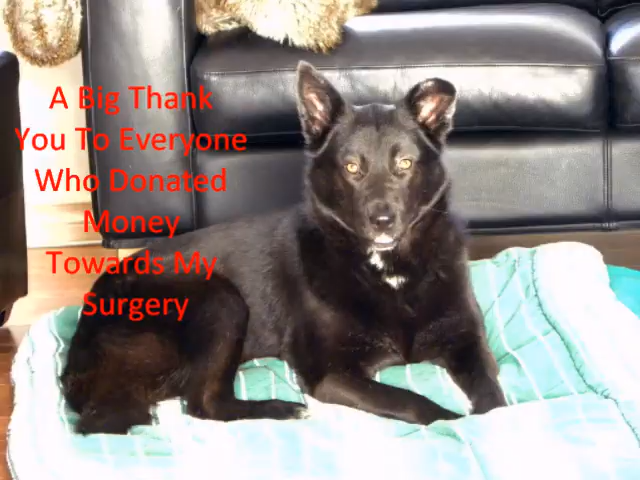 A Big Thank
You To Everyone
Who Donated
Money
Towards My
Surgery